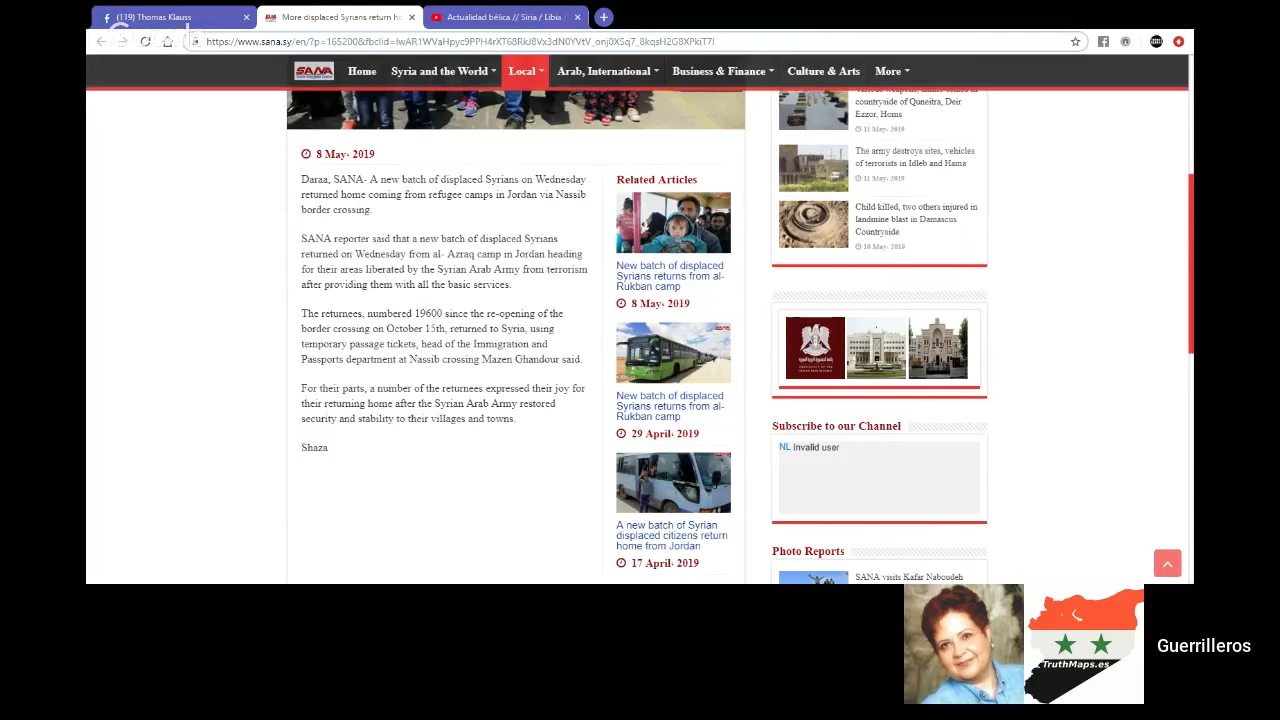 (119) Thomas Klauss
More displaced Syrians return ho
Actualidad bélica // Siria / Libia
https://www.sana.sy/en/?p=165200&fbclid=IwAR1WVaHpyc9PPH4rXT68RkJ8Vx3dN0YVtV_onj0XSq7_8kqsH2G8XPkiT7I
SANA
Home
Syria and the World
Local
Arab, International
Business & Finance
Culture & Arts
More
8 May، 2019
Daraa, SANA- A new batch of displaced Syrians on Wednesday
returned home coming from refugee camps in Jordan via Nassib
border crossing.
SANA reporter said that a new batch of displaced Syrians
returned on Wednesday from al- Azraq camp in Jordan heading
for their areas liberated by the Syrian Arab Army from terrorism
after providing them with all the basic services.
The returnees, numbered 19600 since the re-opening of the
border crossing on October 15th, returned to Syria, using
temporary passage tickets, head of the Immigration and
Passports department at Nassib crossing Mazen Ghandour said.
For their parts, a number of the returnees expressed their joy for
their returning home after the Syrian Arab Army restored
security and stability to their villages and towns.
Shaza
Related Articles
New batch of displaced
Syrians returns from al-
Rukban camp
8 May، 2019
New batch of displaced
Syrians returns from al-
Rukban camp
29 April، 2019
A new batch of Syrian
displaced citizens return
home from Jordan
17 April، 2019
countryside of Quneitra, Deir
Ezzor, Homs
11 May، 2019
The army destroys sites, vehicles
of terrorists in Idleb and Hama
11 May، 2019
Child killed, two others injured in
landmine blast in Damascus
Countryside
10 May، 2019
Subscribe to our Channel
NL Invalid user
Photo Reports
SANA visits Kafar Naboudeh
TruthMaps.es
Guerrilleros